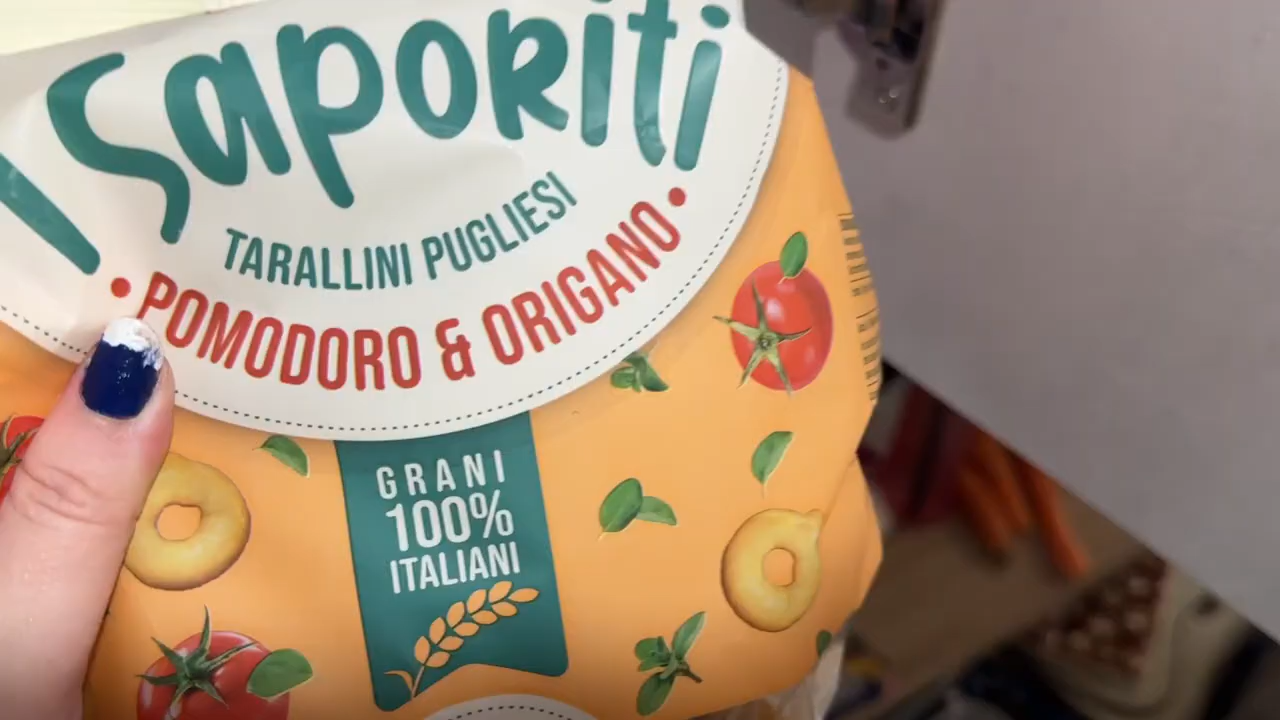 I Saporiti
TARALLINI PUGLIESI
• POMODORO & ORIGANO •
GRANI
100%
ITALIANI